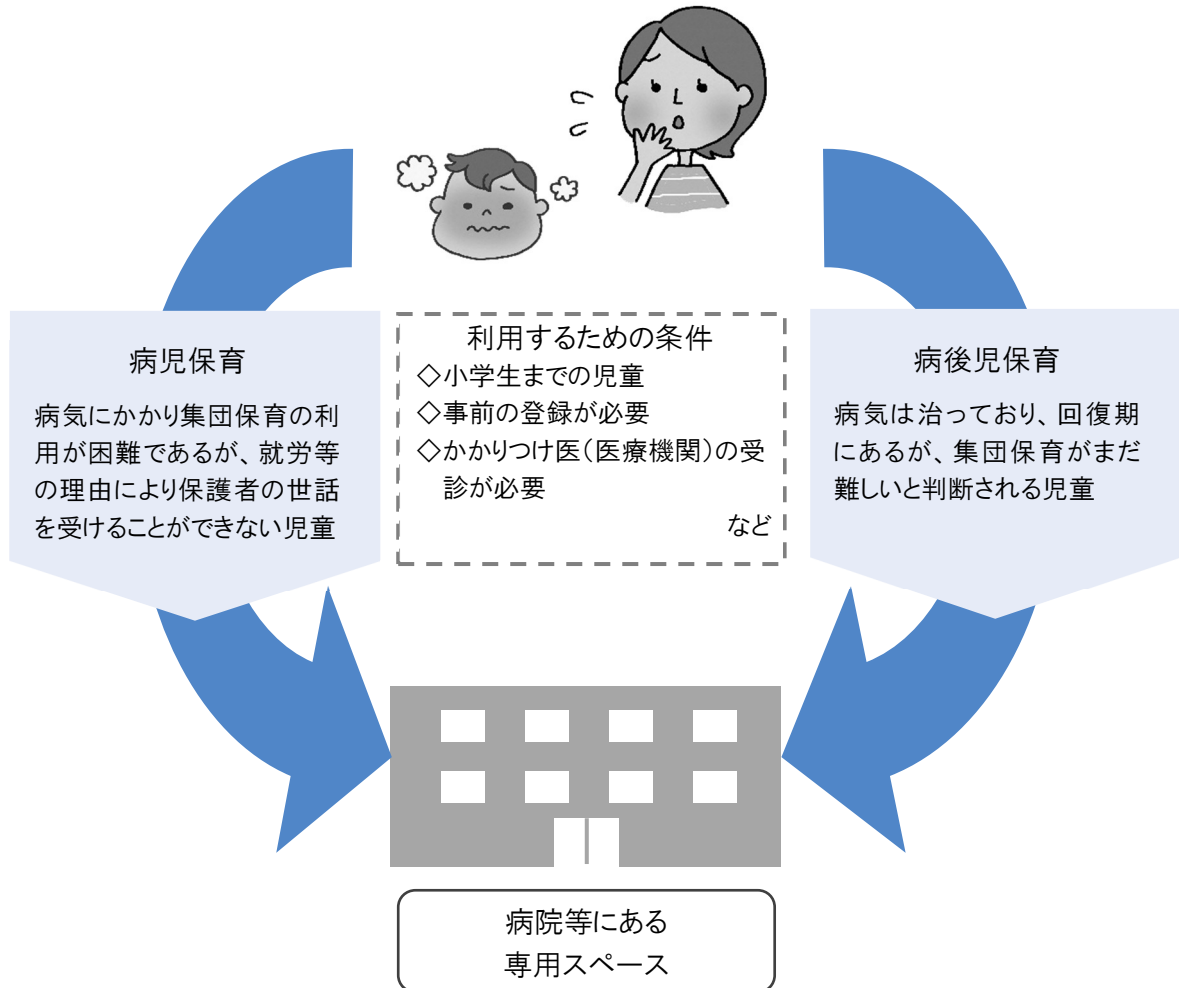 病児保育
病気にかかり集団保育の利
用が困難であるが、就労等
の理由により保護者の世話
を受けることができない児童
利用するための条件
◇小学生までの児童
◇事前の登録が必要
◇かかりつけ医(医療機関)の受
診が必要
など
病後児保育
病気は治っており、回復期
にあるが、集団保育がまだ
難しいと判断される児童
病院等にある
専用スペース